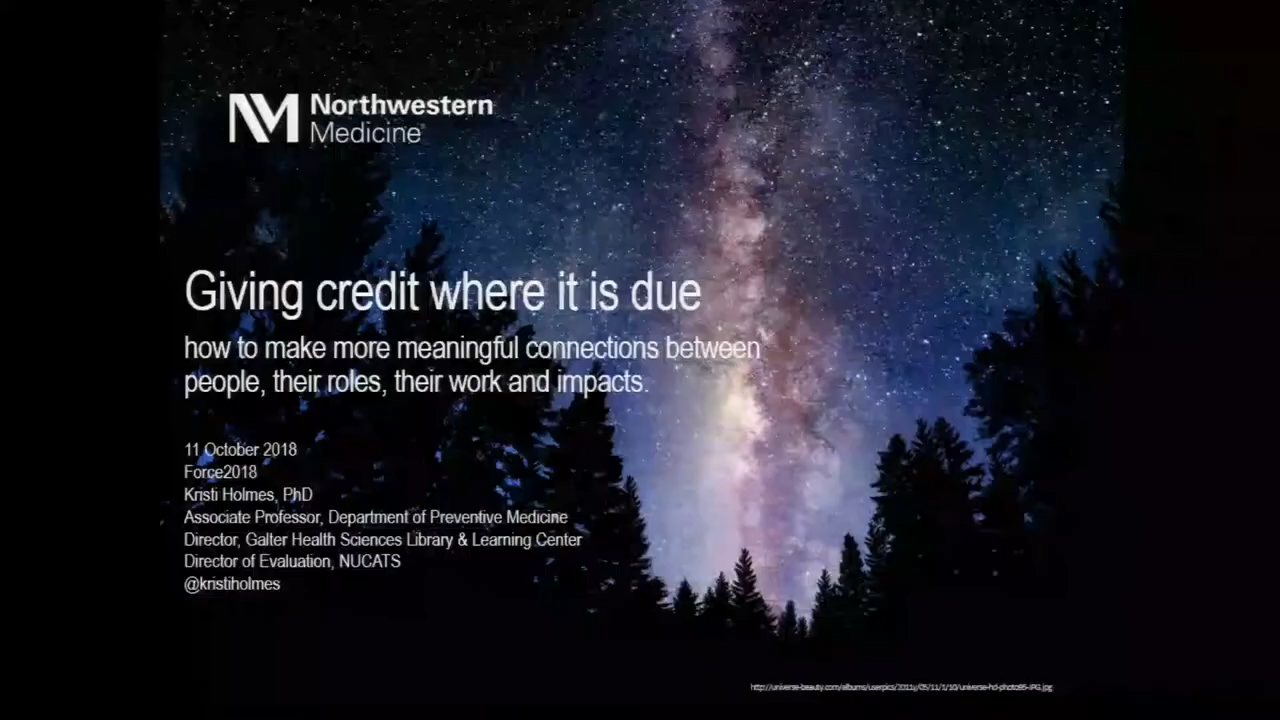 Northwestern
Medicine
Giving credit where it is due
how to make more meaningful connections between
people, their roles, their work and impacts.
11 October 2018
Force2018
Kristi Holmes, PhD
Associate Professor, Department of Preventive Medicine
Director, Galter Health Sciences Library & Learning Center
Director of Evaluation, NUCATS
@kristiholmes